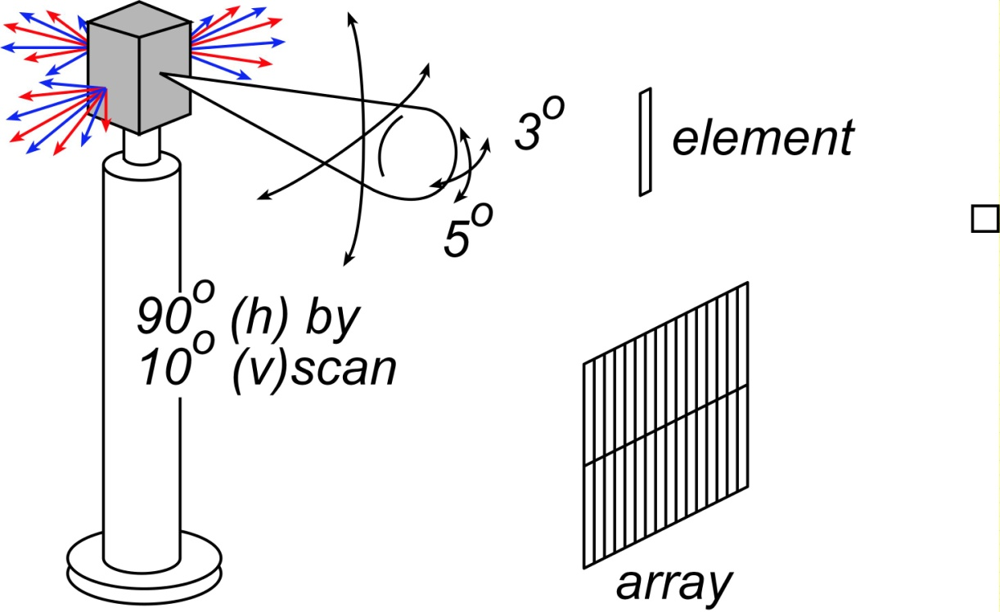 3° element
5°
90° (h) by
10° (v)scan
array